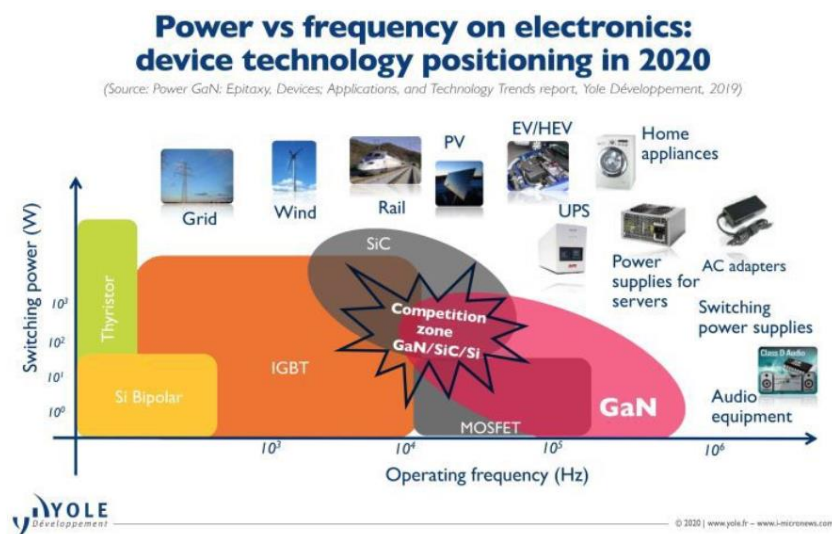 Power vs frequency on electronics:
device technology positioning in 2020
(Source: Power GaN: Epitaxy, Devices; Applications, and Technology Trends report, Yole Développement, 2019)
Grid
Wind
Rail
PV
EV/HEV
Home
appliances
UPS
Power
supplies for
servers
AC adapters
Switching
power supplies
Class D Audio
Audio
equipment
Switching power (W)
10³
10²
10¹
10⁰
Thyristor
Si Bipolar
IGBT
SiC
Competition
zone
GaN/SiC/Si
MOSFET
GaN
10³
10⁴
10⁵
10⁶
Operating frequency (Hz)
YOLE
Développement
© 2020 | www.yole.fr – www.i-micronews.com